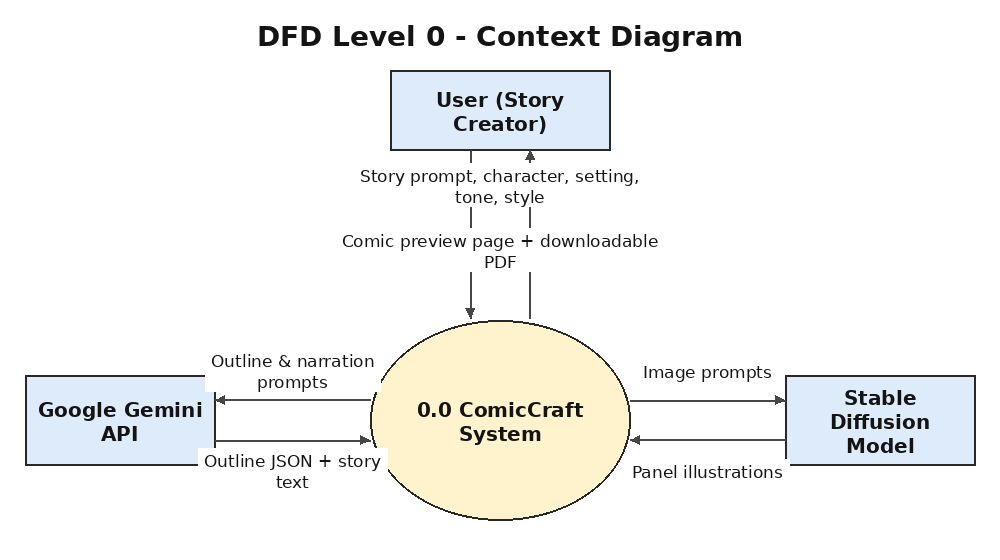 DFD Level 0 - Context Diagram
User (Story
Creator)
Story prompt, character, setting,
tone, style
Comic preview page + downloadable
PDF
Outline & narration
prompts
Google Gemini
API
Outline JSON + story
text
0.0 ComicCraft
System
Image prompts
Panel illustrations
Stable
Diffusion
Model